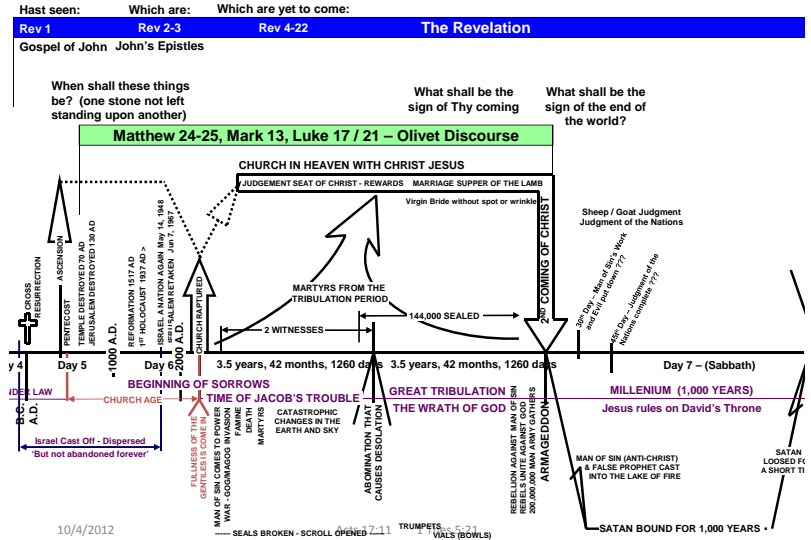 Hast seen:
Which are:
Which are yet to come:
Rev 1
Rev 2-3
Rev 4-22
The Revelation
Gospel of John
John's Epistles
When shall these things
be? (one stone not left
standing upon another)
What shall be the
sign of Thy coming
What shall be the
sign of the end of
the world?
Matthew 24-25, Mark 13, Luke 17 / 21 – Olivet Discourse
CHURCH IN HEAVEN WITH CHRIST JESUS
JUDGEMENT SEAT OF CHRIST - REWARDS
MARRIAGE SUPPER OF THE LAMB
Virgin Bride without spot or wrinkle
Sheep / Goat Judgment
Judgment of the Nations
CROSS
RESURRECTION
ASCENSION
PENTECOST
TEMPLE DESTROYED 70 AD
JERUSALEM DESTROYED 130 AD
-1000 A.D.
REFORMATION 1517 AD
1ST HOLOCAUST 1937 AD >
ISRAEL A NATION AGAIN May 14, 1948
JERUSALEM RETAKEN Jun 7, 1967
-2000 A.D.
CHURCH RAPTURED
MARTYRS FROM THE
TRIBULATION PERIOD
144,000 SEALED
2 WITNESSES
2ND COMING OF CHRIST
30th Day – Man of Sin's Work
and Evil put down ???
45th Day – Judgment of the
Nations complete ???
y 4
Day 5
Day 6
3.5 years, 42 months, 1260 days
3.5 years, 42 months, 1260 days
Day 7 – (Sabbath)
NDER LAW
B.C.
A.D.
CHURCH AGE
BEGINNING OF SORROWS
TIME OF JACOB'S TROUBLE
GREAT TRIBULATION
THE WRATH OF GOD
MILLENIUM (1,000 YEARS)
Jesus rules on David's Throne
Israel Cast Off - Dispersed
'But not abandoned forever'
FULLNESS OF THE
GENTILES IS COME IN
MAN OF SIN COMES TO POWER
WAR - GOG/MAGOG INVASION
FAMINE
DEATH
MARTYRS
CATASTROPHIC
CHANGES IN THE
EARTH AND SKY
ABOMINATION THAT
CAUSES DESOLATION
REBELLION AGAINST MAN OF SIN
REBELS UNITE AGAINST GOD
200,000,000 MAN ARMY GATHERS
ARMAGEDDON
MAN OF SIN (ANTI-CHRIST)
& FALSE PROPHET CAST
INTO THE LAKE OF FIRE
SATAN
LOOSED FO
A SHORT TI
SATAN BOUND FOR 1,000 YEARS
10/4/2012
Acts 17:11
1 Thes 5:21
------ SEALS BROKEN - SCROLL OPENED -----
TRUMPETS
VIALS (BOWLS)